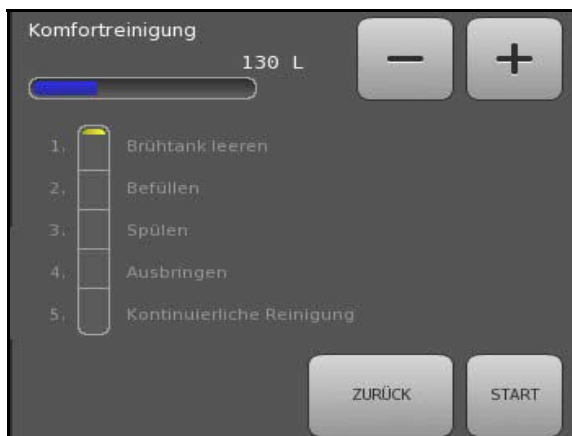 Komfortreinigung
130 L
1. Brühtank leeren
2. Befüllen
3. Spülen
4. Ausbringen
5. Kontinuierliche Reinigung
ZURÜCK
START